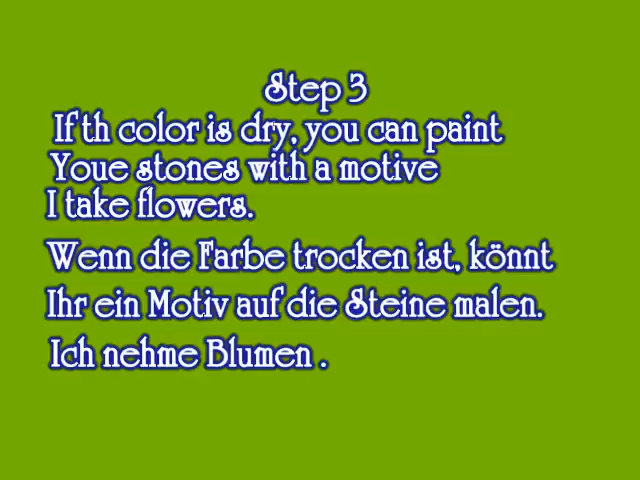 Step 3
If th color is dry, you can paint
Youe stones with a motive
I take flowers.
Wenn die Farbe trocken ist, könnt
Ihr ein Motiv auf die Steine malen.
Ich nehme Blumen .